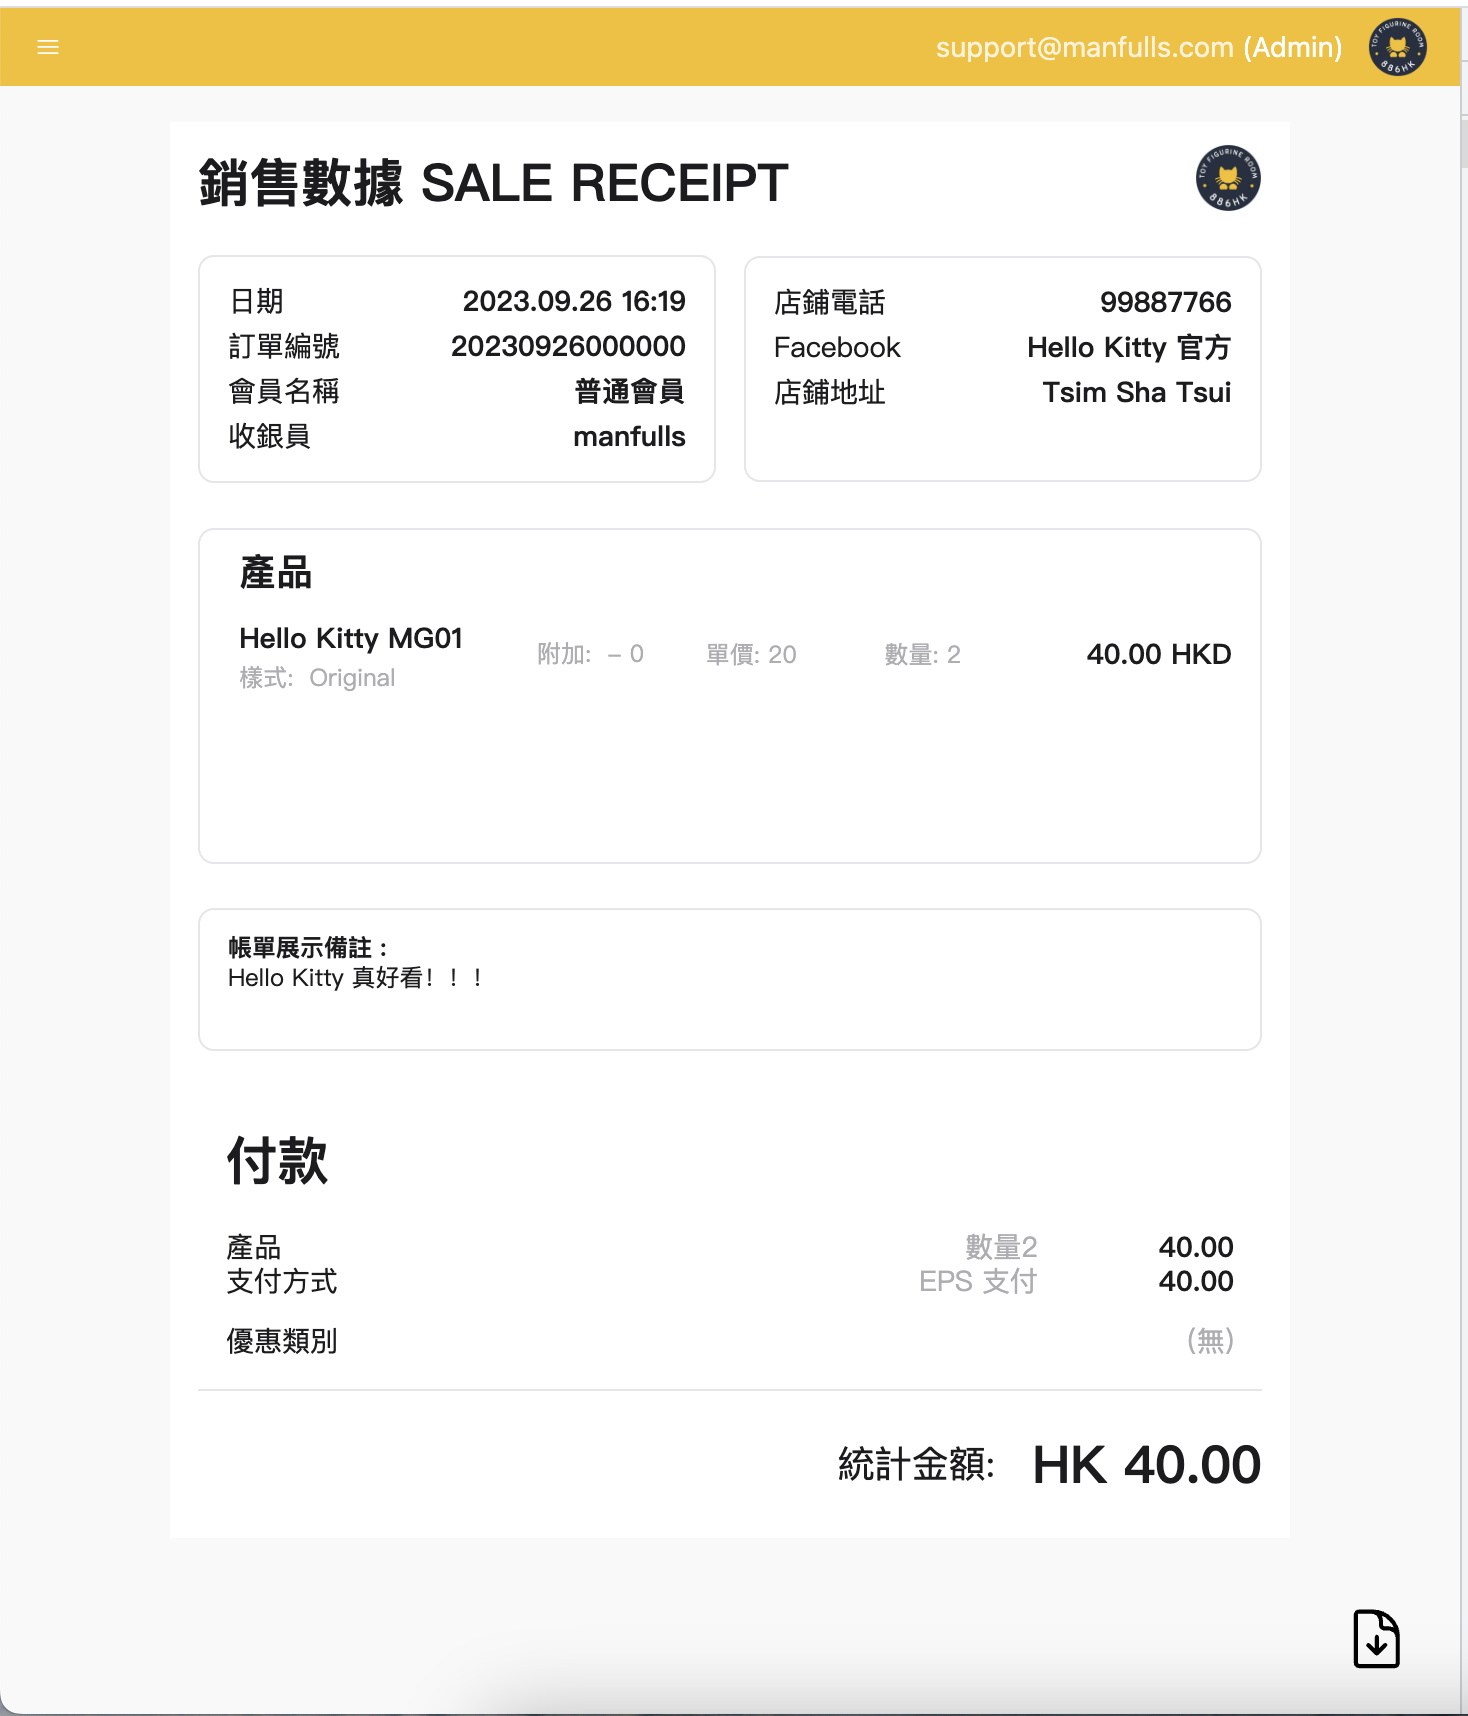 support@manfulls.com (Admin)
TOY FIGURINE ROOM
886HK
銷售數據 SALE RECEIPT
TOY FIGURINE ROOM
886HK
日期 2023.09.26 16:19
訂單編號 20230926000000
會員名稱 普通會員
收銀員 manfulls
店鋪電話 99887766
Facebook Hello Kitty 官方
店鋪地址 Tsim Sha Tsui
產品
Hello Kitty MG01
樣式: Original
附加: – 0 單價: 20 數量: 2 40.00 HKD
帳單展示備註：
Hello Kitty 真好看！！！
付款
產品 數量2 40.00
支付方式 EPS 支付 40.00
優惠類別 (無)
統計金額: HK 40.00